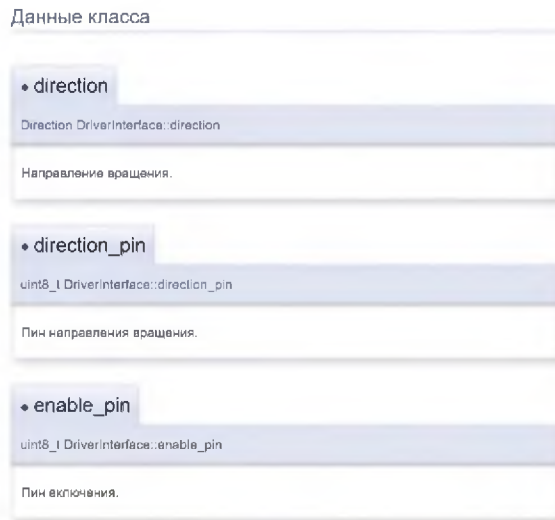 Данные класса
• direction
Direction DriverInterface::direction
Направление вращения.
• direction_pin
uint8_t DriverInterface::direction_pin
Пин направления вращения.
• enable_pin
uint8_t DriverInterface::enable_pin
Пин включения.